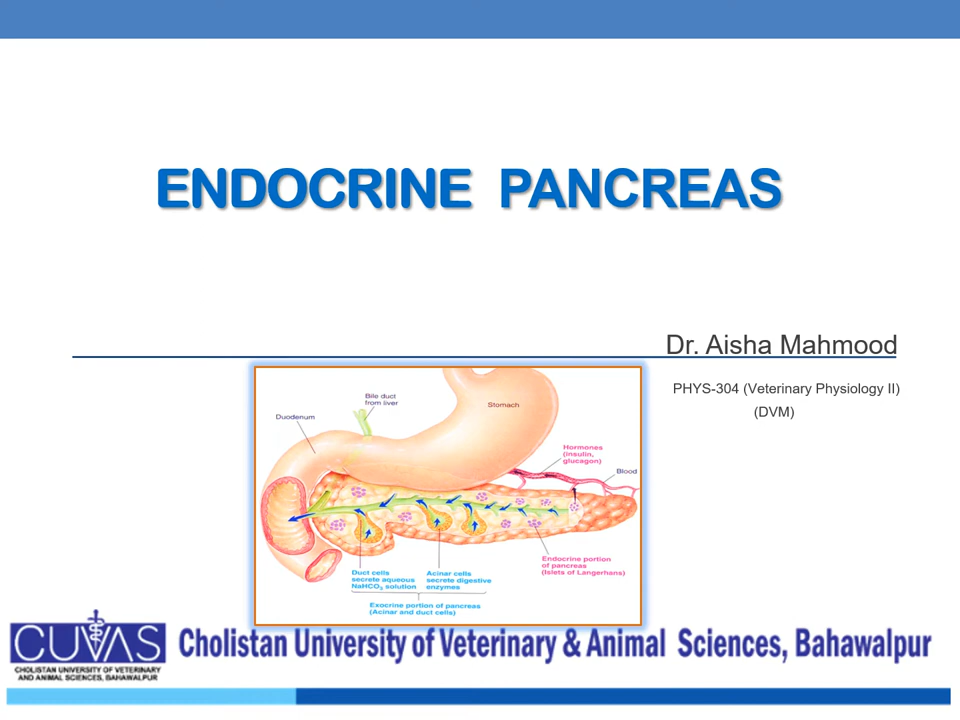 ENDOCRINE PANCREAS
Dr. Aisha Mahmood
PHYS-304 (Veterinary Physiology II)
(DVM)
Bile duct
from liver
Duodenum
Stomach
Hormones
(insulin,
glucagon)
Blood
Endocrine portion
of pancreas
(Islets of Langerhans)
Duct cells
secrete aqueous
NaHCO₃ solution
Acinar cells
secrete digestive
enzymes
Exocrine portion of pancreas
(Acinar and duct cells)
CUVAS
CHOLISTAN UNIVERSITY OF VETERINARY
AND ANIMAL SCIENCES, BAHAWALPUR
Cholistan University of Veterinary & Animal Sciences, Bahawalpur